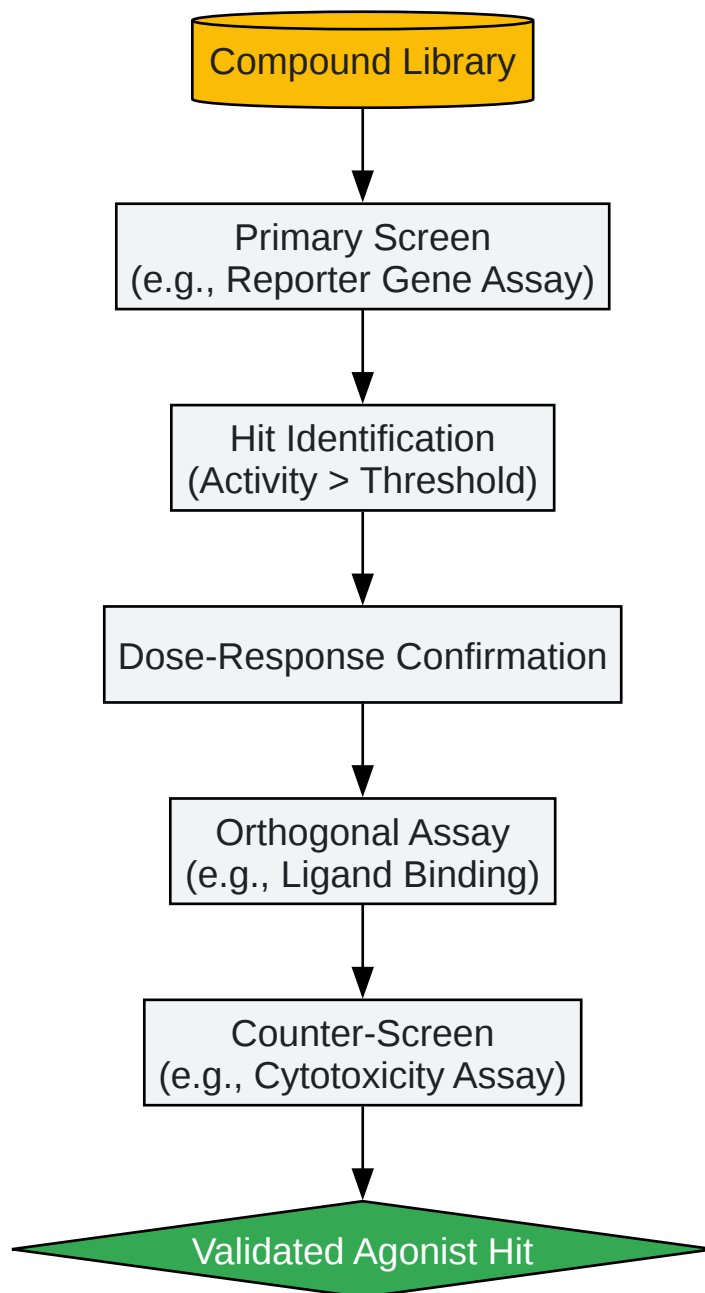 Compound Library
Primary Screen
(e.g., Reporter Gene Assay)
Hit Identification
(Activity > Threshold)
Dose-Response Confirmation
Orthogonal Assay
(e.g., Ligand Binding)
Counter-Screen
(e.g., Cytotoxicity Assay)
Validated Agonist Hit